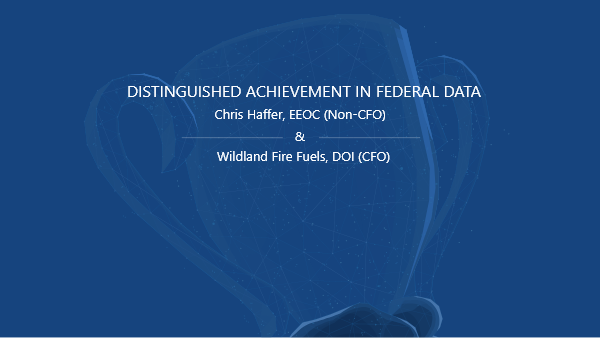 DISTINGUISHED ACHIEVEMENT IN FEDERAL DATA
Chris Haffer, EEOC (Non-CFO)
&
Wildland Fire Fuels, DOI (CFO)